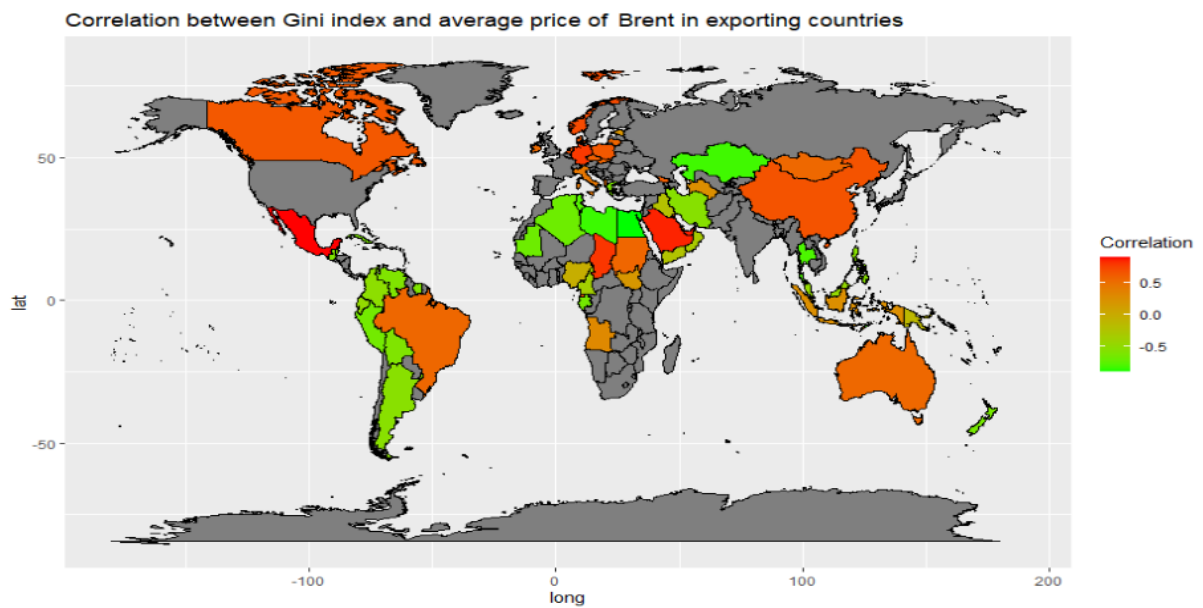 Correlation between Gini index and average price of Brent in exporting countries
lat
50
0
-50
-100
0
100
200
long
Correlation
0.5
0.0
-0.5